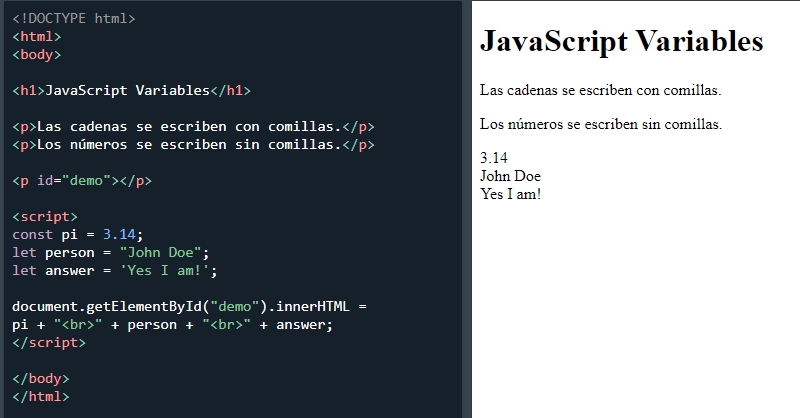 <!DOCTYPE html>
<html>
<body>
<h1>JavaScript Variables</h1>
<p>Las cadenas se escriben con comillas.</p>
<p>Los números se escriben sin comillas.</p>
<p id="demo"></p>
<script>
const pi = 3.14;
let person = "John Doe";
let answer = 'Yes I am!';
document.getElementById("demo").innerHTML =
pi + "<br>" + person + "<br>" + answer;
</script>
</body>
</html>
JavaScript Variables
Las cadenas se escriben con comillas.
Los números se escriben sin comillas.
3.14
John Doe
Yes I am!